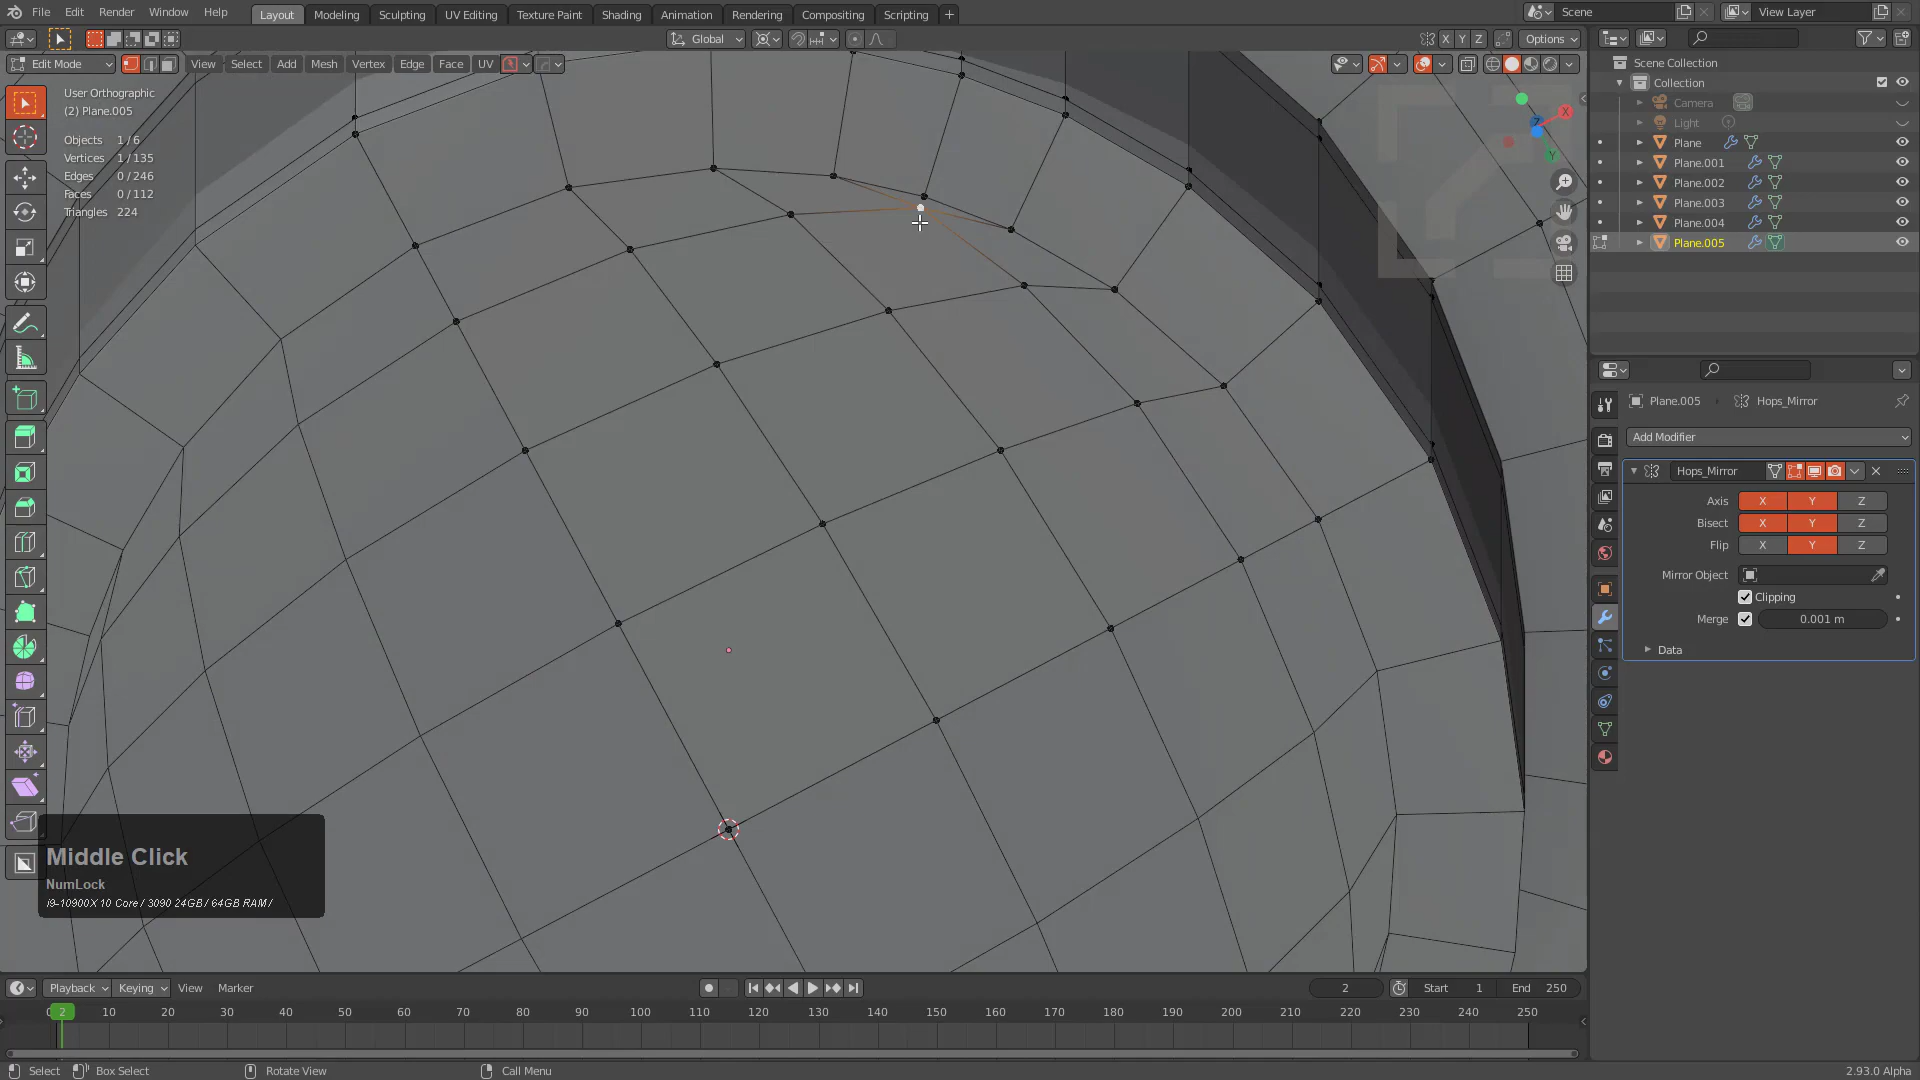 File Edit Render Window Help Layout Modeling Sculpting UV Editing Texture Paint Shading Animation Rendering Compositing Scripting + Scene View Layer
Global X Y Z Options
Edit Mode View Select Add Mesh Vertex Edge Face UV
User Orthographic
(2) Plane.005
Objects 1/6
Vertices 1/135
Edges 0/246
Faces 0/112
Triangles 224
X
Y
Z
Scene Collection
Collection
Camera
Light
Plane
Plane.001
Plane.002
Plane.003
Plane.004
Plane.005
Plane.005 Hops_Mirror
Add Modifier
Hops_Mirror
Axis X Y Z
Bisect X Y Z
Flip X Y Z
Mirror Object
Clipping
Merge 0.001 m
Data
Middle Click
NumLock
i9-10900X 10 Core / 3090 24GB / 64GB RAM /
Playback Keying View Marker 2 Start 1 End 250
0 2 10 20 30 40 50 60 70 80 90 100 110 120 130 140 150 160 170 180 190 200 210 220 230 240 250
Select Box Select Rotate View Call Menu 2.93.0 Alpha